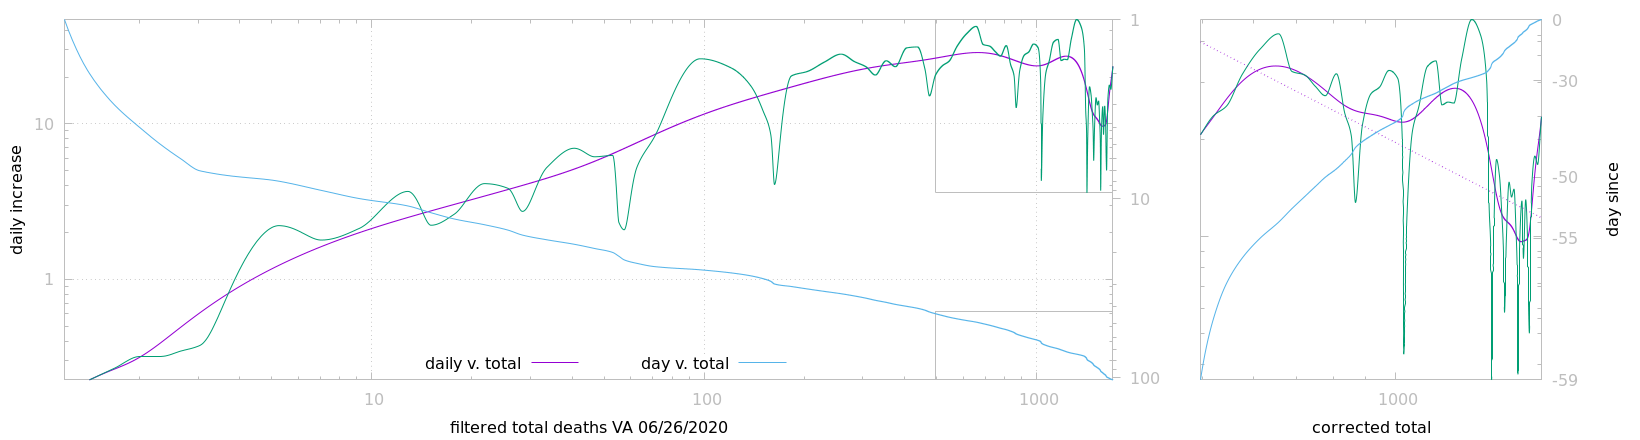 daily increase
10
1
daily v. total
day v. total
10
100
1000
filtered total deaths VA 06/26/2020
1
10
100
1000
corrected total
0
-30
-50
-55
-59
day since